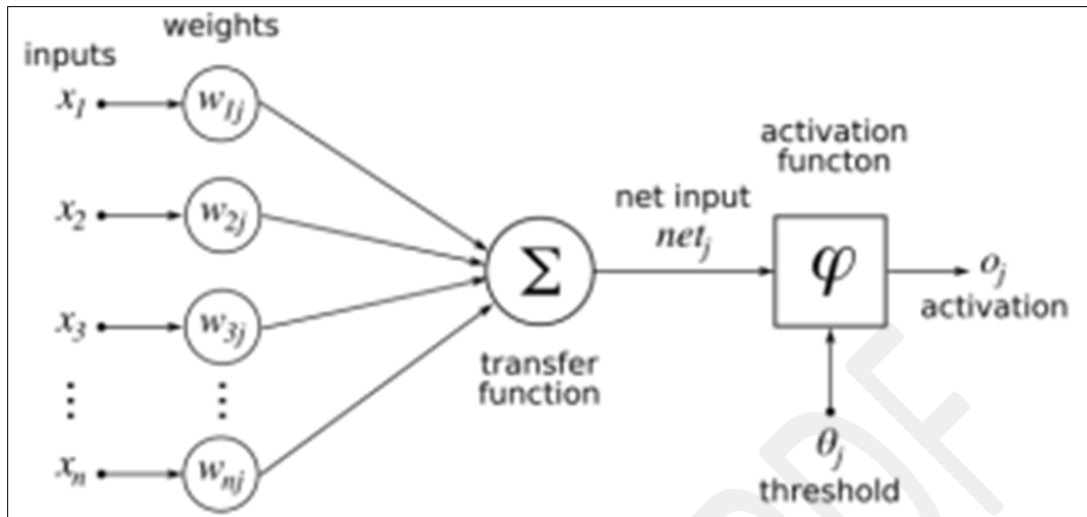 weights
inputs
x1
w1j
activation
functon
x2
w2j
net input
netj
Σ
φ
oj
activation
x3
w3j
transfer
function
θj
threshold
xn
wnj
PDF